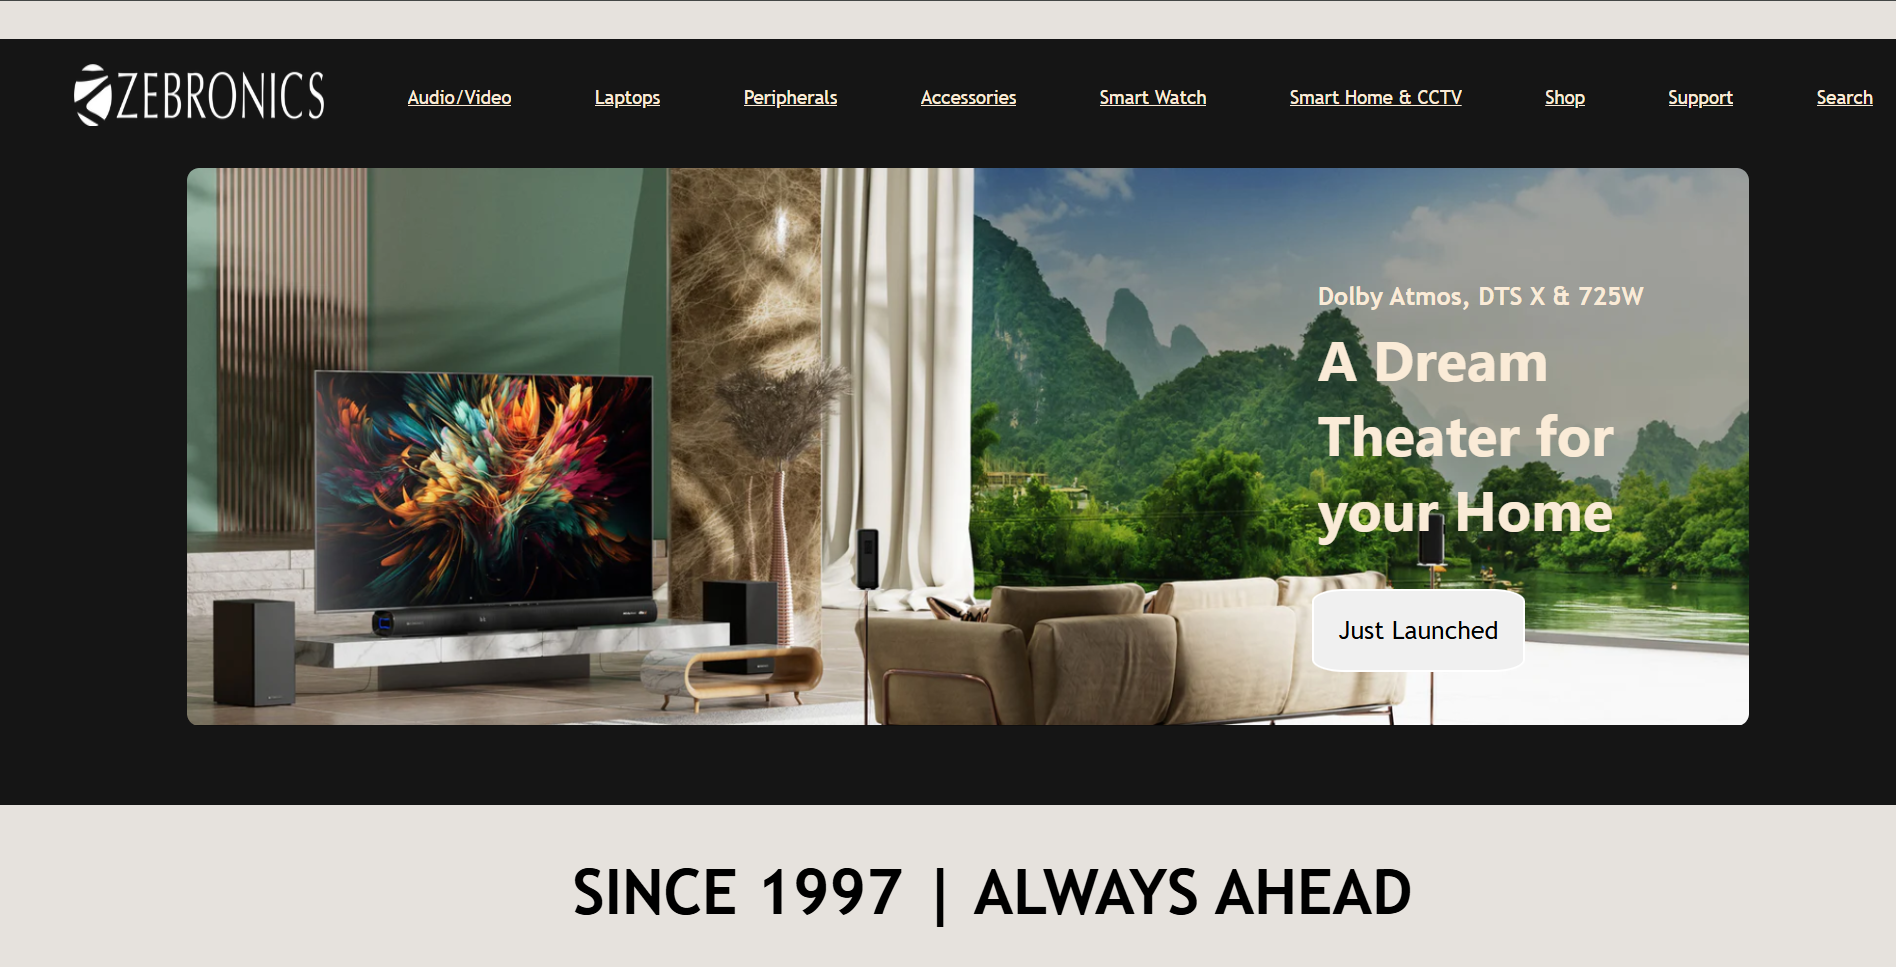 ZEBRONICS
Audio/Video Laptops Peripherals Accessories Smart Watch Smart Home & CCTV Shop Support Search
Dolby Atmos, DTS X & 725W
A Dream
Theater for
your Home
Just Launched
SINCE 1997 | ALWAYS AHEAD